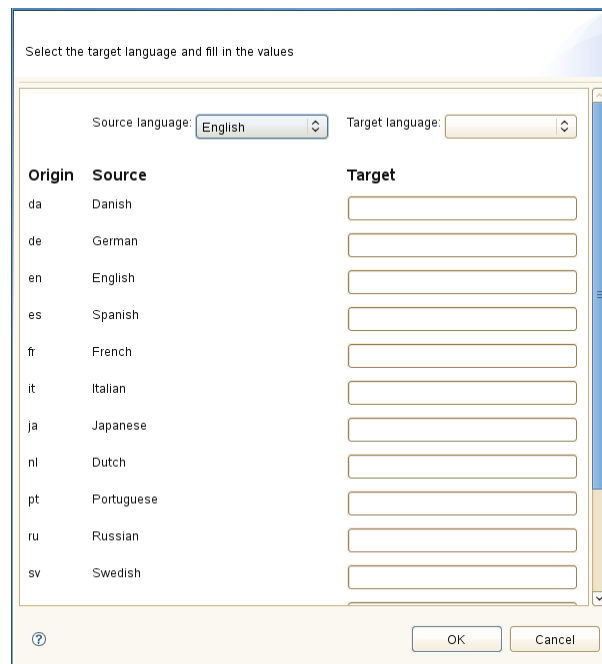 Select the target language and fill in the values
Source language: English Target language:
Origin Source Target
da Danish
de German
en English
es Spanish
fr French
it Italian
ja Japanese
nl Dutch
pt Portuguese
ru Russian
sv Swedish
? OK Cancel